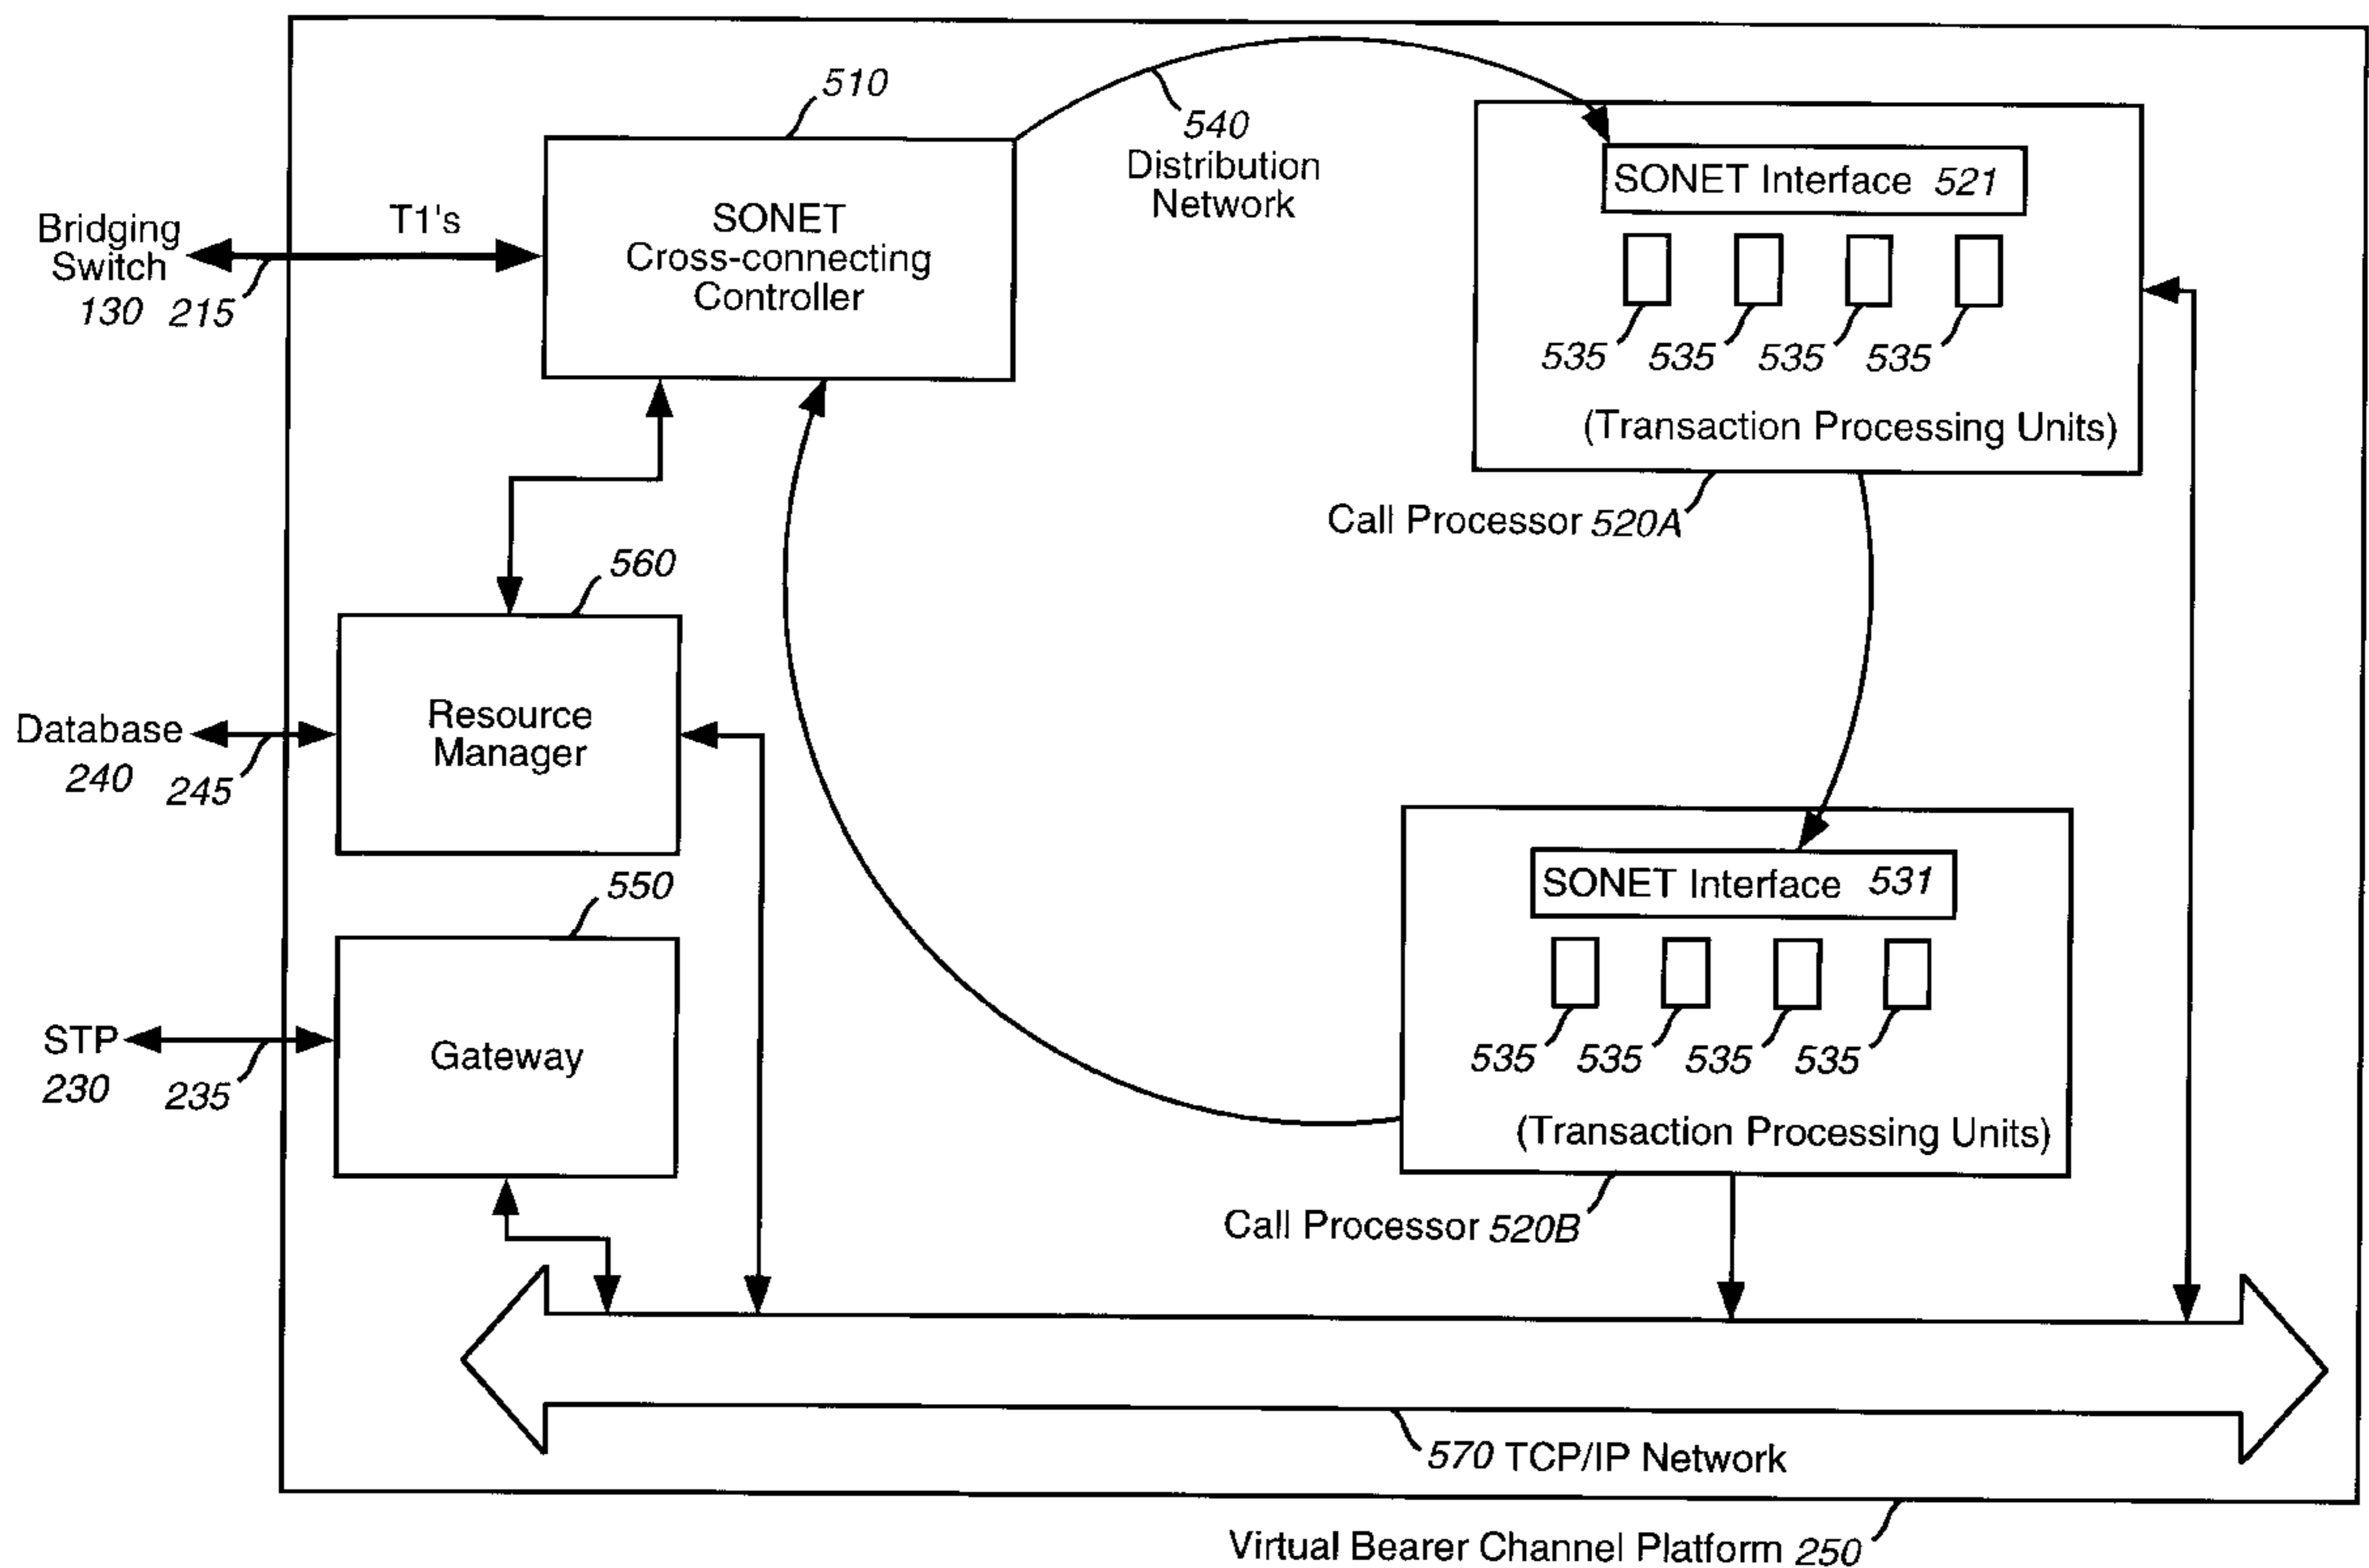 510
540
Distribution
Network
SONET Interface 521
T1's
Bridging
Switch
130 215
SONET
Cross-connecting
Controller
535 535 535 535
(Transaction Processing Units)
Call Processor 520A
560
Resource
Manager
Database
240 245
550
SONET Interface 531
Gateway
STP
230 235
535 535 535 535
(Transaction Processing Units)
Call Processor 520B
570 TCP/IP Network
Virtual Bearer Channel Platform 250